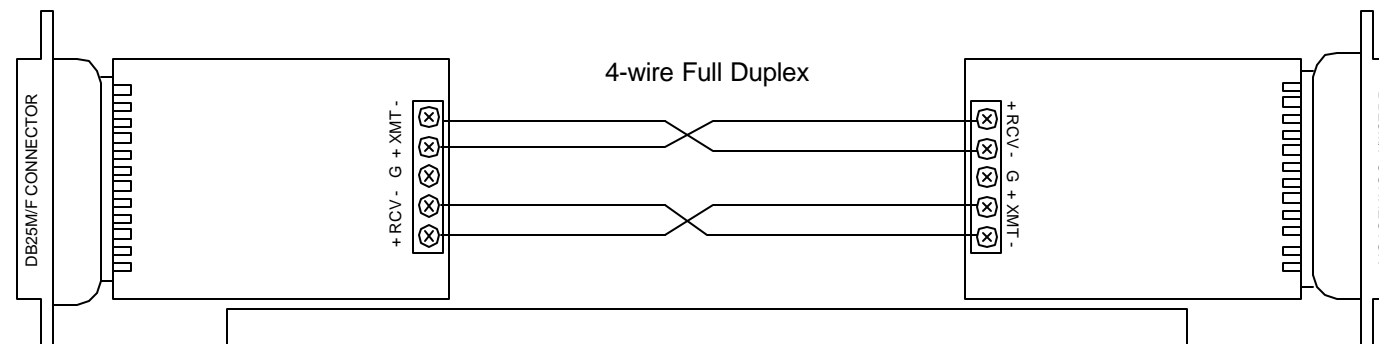 4-wire Full Duplex
DB25M/F CONNECTOR
+ RCV - G + XMT -
+ RCV - G + XMT -